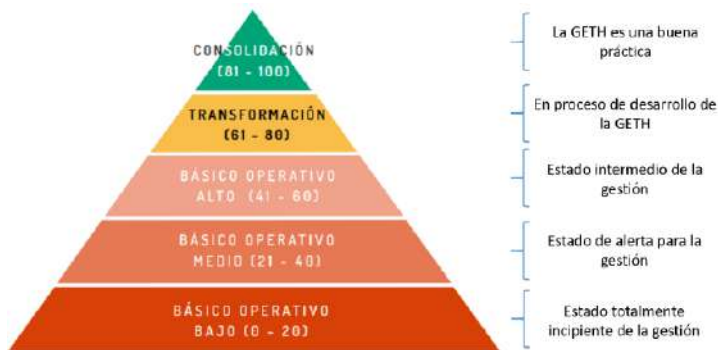 CONSOLIDACIÓN
(81 - 100)
La GETH es una buena
práctica
TRANSFORMACIÓN
(61 - 80)
En proceso de desarrollo de
la GETH
BÁSICO OPERATIVO
ALTO (41 - 60)
Estado intermedio de la
gestión
BÁSICO OPERATIVO
MEDIO (21 - 40)
Estado de alerta para la
gestión
BÁSICO OPERATIVO
BAJO (0 - 20)
Estado totalmente
incipiente de la gestión